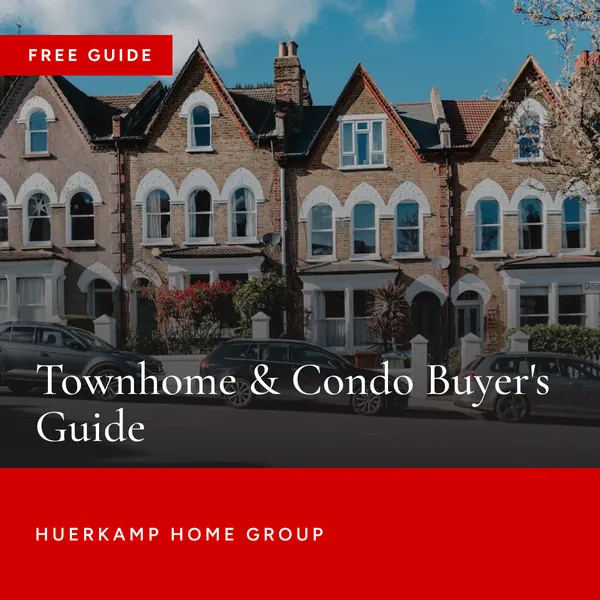 FREE GUIDE
Townhome & Condo Buyer's
Guide
HUERKAMP HOME GROUP